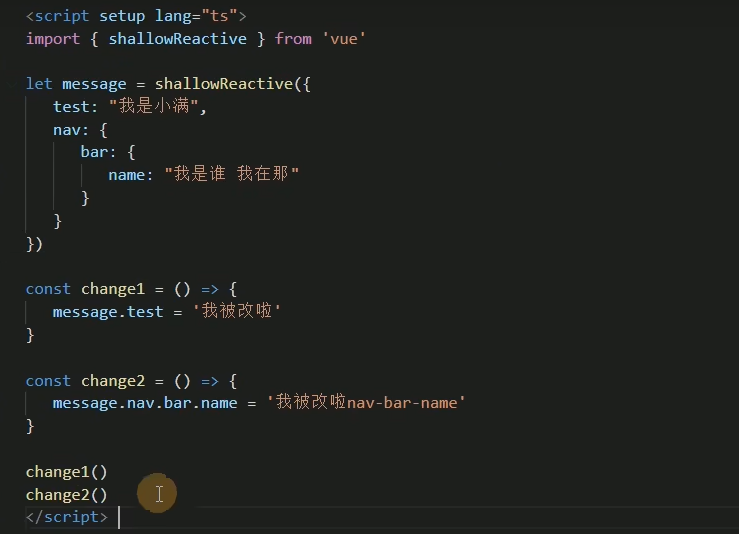 <script setup lang="ts">
import { shallowReactive } from 'vue'
let message = shallowReactive({
test: "我是小满",
nav: {
bar: {
name: "我是谁 我在那"
}
}
})
const change1 = () => {
message.test = '我被改啦'
}
const change2 = () => {
message.nav.bar.name = '我被改啦nav-bar-name'
}
change1()
change2()
</script>